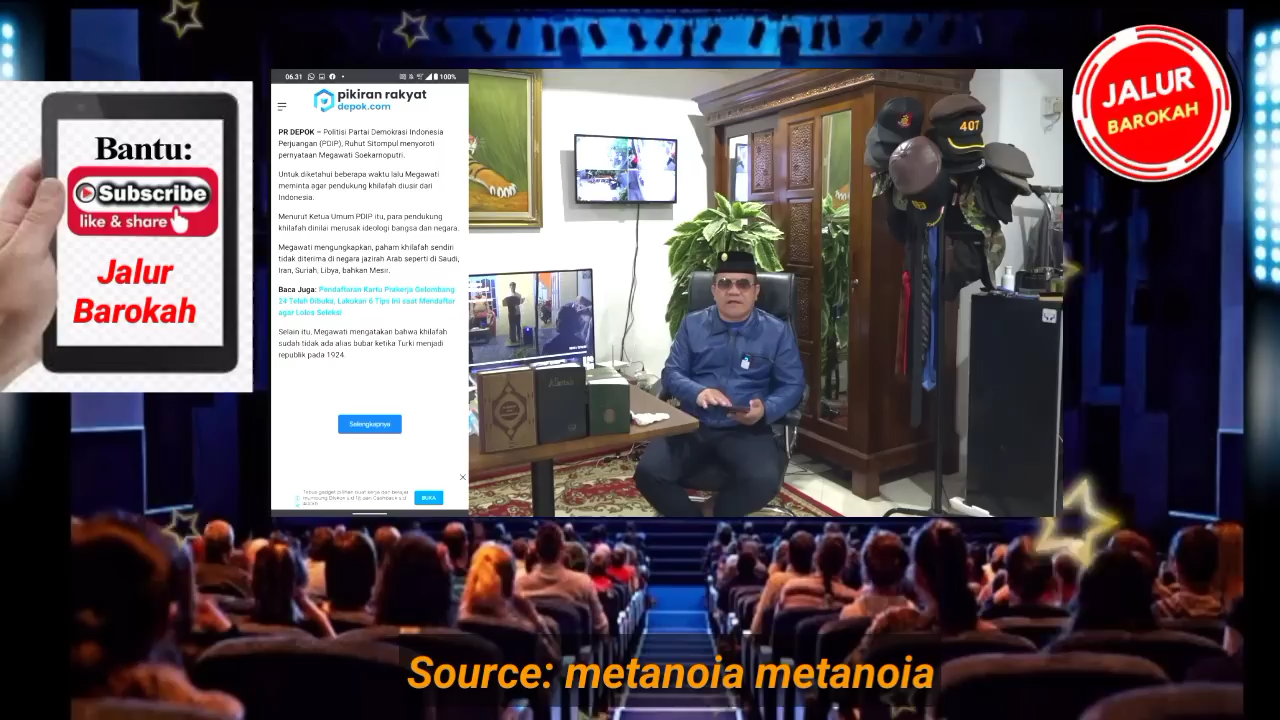 Bantu:
Subscribe
like & share
Jalur
Barokah
06.31
100%
pikiran rakyat
depok.com
PR DEPOK – Politisi Partai Demokrasi Indonesia
Perjuangan (PDIP), Ruhut Sitompul menyoroti
pernyataan Megawati Soekarnoputri.
Untuk diketahui beberapa waktu lalu Megawati
meminta agar pendukung khilafah diusir dari
Indonesia.
Menurut Ketua Umum PDIP itu, para pendukung
khilafah dinilai merusak ideologi bangsa dan negara.
Megawati mengungkapkan, paham khilafah sendiri
tidak diterima di negara jazirah Arab seperti di Saudi,
Iran, Suriah, Libya, bahkan Mesir.
Baca Juga: Pendaftaran Kartu Prakerja Gelombang
24 Telah Dibuka, Lakukan 6 Tips Ini saat Mendaftar
agar Lolos Seleksi
Selain itu, Megawati mengatakan bahwa khilafah
sudah tidak ada alias bubar ketika Turki menjadi
republik pada 1924.
Selengkapnya
BUKA
407
JALUR
BAROKAH
Source: metanoia metanoia